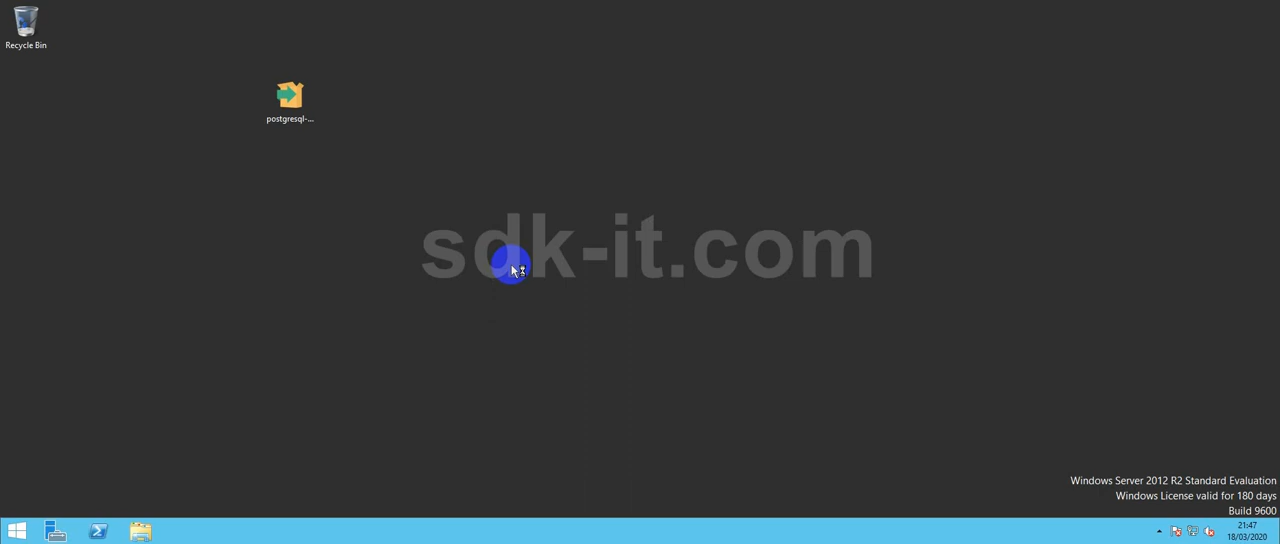 Recycle Bin
postgresql-...
sdk-it.com
Windows Server 2012 R2 Standard Evaluation
Windows License valid for 180 days
Build 9600
21:47
18/03/2020